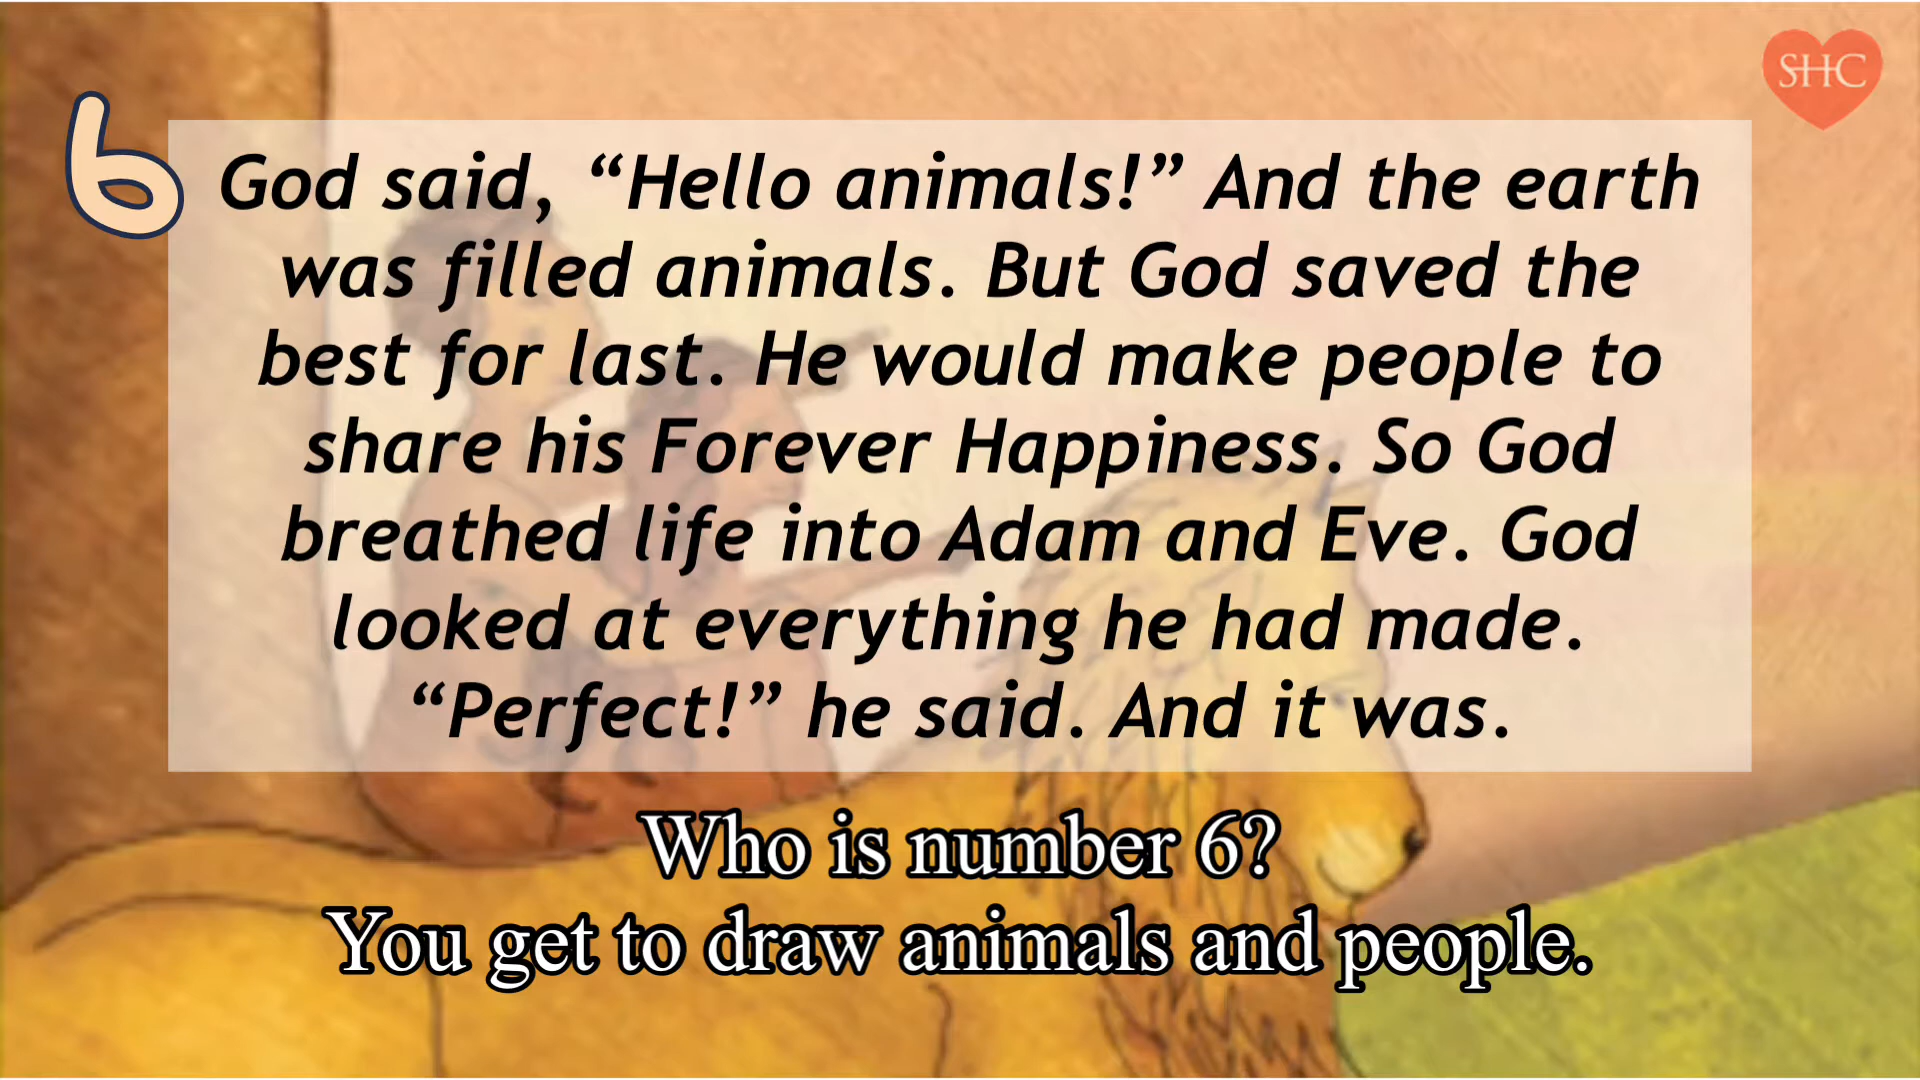 SHC
6
God said, “Hello animals!” And the earth
was filled animals. But God saved the
best for last. He would make people to
share his Forever Happiness. So God
breathed life into Adam and Eve. God
looked at everything he had made.
“Perfect!” he said. And it was.
Who is number 6?
You get to draw animals and people.